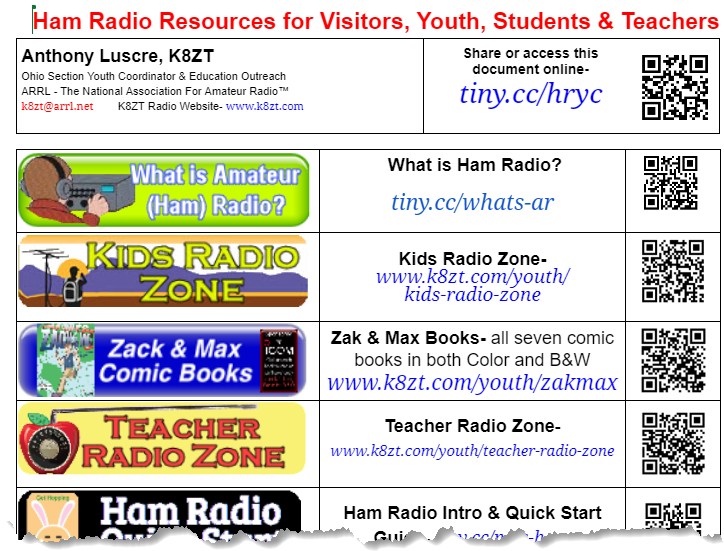 Ham Radio Resources for Visitors, Youth, Students & Teachers
Anthony Luscre, K8ZT
Ohio Section Youth Coordinator & Education Outreach
ARRL - The National Association For Amateur Radio™
k8zt@arrl.net K8ZT Radio Website- www.k8zt.com
Share or access this
document online-
tiny.cc/hryc
What is Amateur
(Ham) Radio?
What is Ham Radio?
tiny.cc/whats-ar
KIDS RADIO
ZONE
Kids Radio Zone-
www.k8zt.com/youth/
kids-radio-zone
Zack & Max
Comic Books
ICOM
Zak & Max Books- all seven comic
books in both Color and B&W
www.k8zt.com/youth/zakmax
TEACHER
RADIO ZONE
Teacher Radio Zone-
www.k8zt.com/youth/teacher-radio-zone
Get Hopping
Ham Radio
Quick Start
Ham Radio Intro & Quick Start